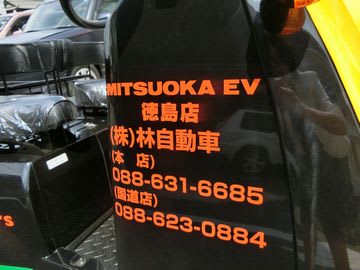 MITSUOKA EV
徳島店
(株)林自動車
(本 店)
088-631-6685
(国道店)
088-623-0884